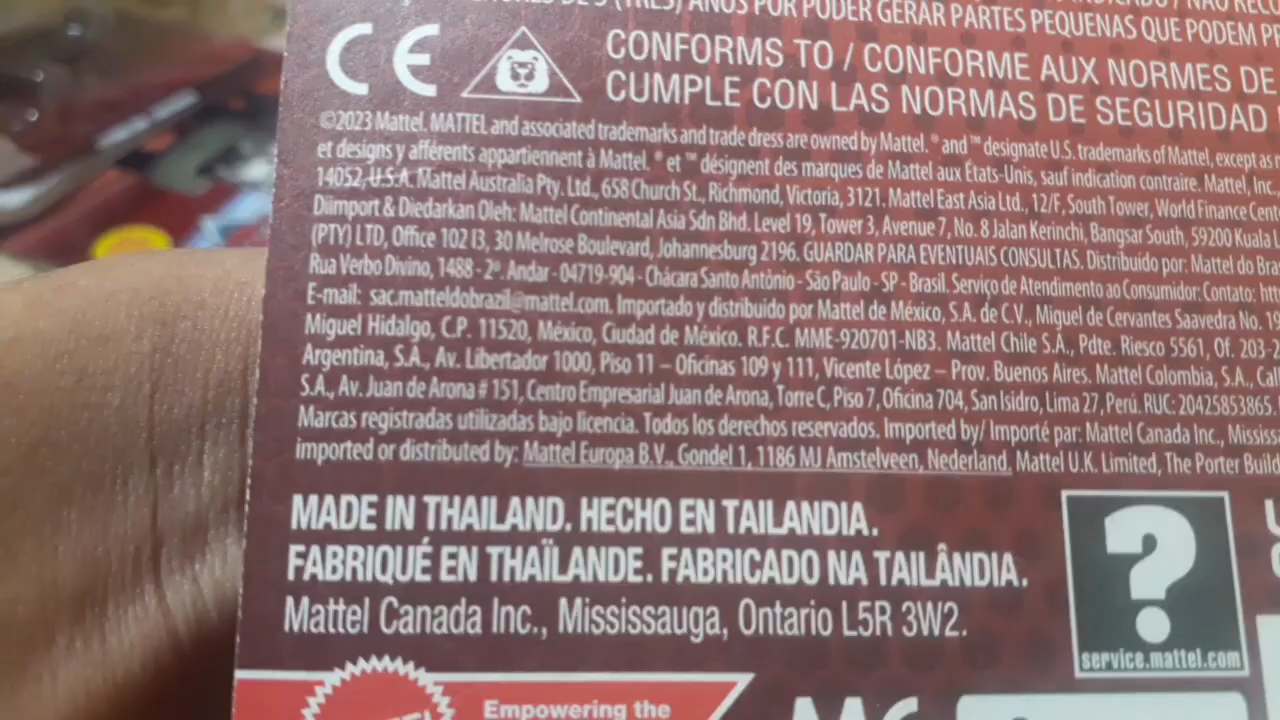 DE 3 (TRES) AÑOS POR PODER GERAR PARTES PEQUENAS QUE PODEM
CE
CONFORMS TO / CONFORME AUX NORMES DE
CUMPLE CON LAS NORMAS DE SEGURIDAD
©2023 Mattel. MATTEL and associated trademarks and trade dress are owned by Mattel. ® and ™ designate U.S. trademarks of Mattel, except as
et designs y afférents appartiennent à Mattel. ® et ™ désignent des marques de Mattel aux États-Unis, sauf indication contraire. Mattel, Inc.
14052, U.S.A. Mattel Australia Pty. Ltd., 658 Church St., Richmond, Victoria, 3121. Mattel East Asia Ltd., 12/F, South Tower, World Finance
Diimport & Diedarkan Oleh: Mattel Continental Asia Sdn Bhd. Level 19, Tower 3, Avenue 7, No. 8 Jalan Kerinchi, Bangsar South, 59200 Kuala
(PTY) LTD, Office 102 I3, 30 Melrose Boulevard, Johannesburg 2196. GUARDAR PARA EVENTUAIS CONSULTAS. Distribuido por: Mattel do
Rua Verbo Divino, 1488 - 2º. Andar - 04719-904 - Chácara Santo Antônio - São Paulo - SP - Brasil. Serviço de Atendimento ao Consumidor: Contato:
E-mail: sac.matteldobrazil@mattel.com. Importado y distribuido por Mattel de México, S.A. de C.V., Miguel de Cervantes Saavedra No.
Miguel Hidalgo, C.P. 11520, México, Ciudad de México. R.F.C. MME-920701-NB3. Mattel Chile S.A., Pdte. Riesco 5561, Of. 203-
Argentina, S.A., Av. Libertador 1000, Piso 11 – Oficinas 109 y 111, Vicente López – Prov. Buenos Aires. Mattel Colombia, S.A.,
S.A., Av. Juan de Arona # 151, Centro Empresarial Juan de Arona, Torre C, Piso 7, Oficina 704, San Isidro, Lima 27, Perú. RUC: 20425853865.
Marcas registradas utilizadas bajo licencia. Todos los derechos reservados. Imported by/ Importé par: Mattel Canada Inc.,
imported or distributed by: Mattel Europa B.V., Gondel 1, 1186 MJ Amstelveen, Nederland. Mattel U.K. Limited, The Porter
MADE IN THAILAND. HECHO EN TAILANDIA.
FABRIQUÉ EN THAÏLANDE. FABRICADO NA TAILÂNDIA.
Mattel Canada Inc., Mississauga, Ontario L5R 3W2.
?
service.mattel.com
Empowering the